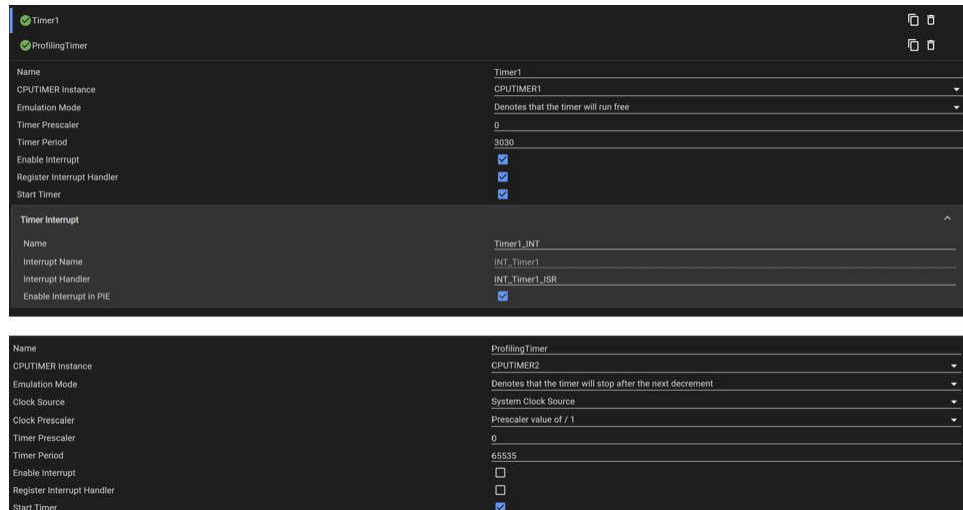 Timer1
ProfilingTimer
Name Timer1
CPUTIMER Instance CPUTIMER1
Emulation Mode Denotes that the timer will run free
Timer Prescaler 0
Timer Period 3030
Enable Interrupt
Register Interrupt Handler
Start Timer
Timer Interrupt
Name Timer1_INT
Interrupt Name INT_Timer1
Interrupt Handler INT_Timer1_ISR
Enable Interrupt in PIE
Name ProfilingTimer
CPUTIMER Instance CPUTIMER2
Emulation Mode Denotes that the timer will stop after the next decrement
Clock Source System Clock Source
Clock Prescaler Prescaler value of / 1
Timer Prescaler 0
Timer Period 65535
Enable Interrupt
Register Interrupt Handler
Start Timer